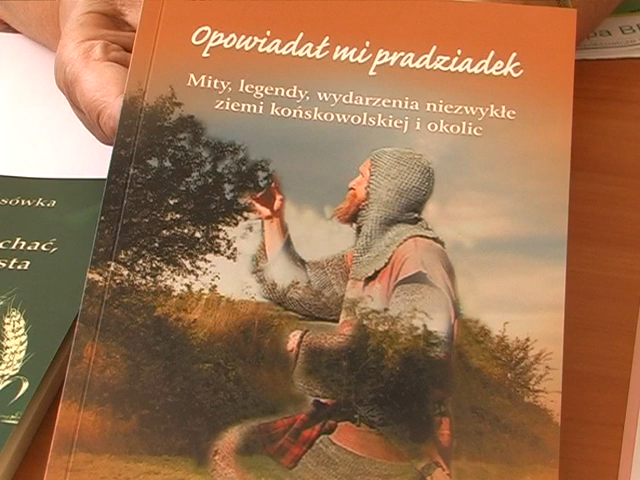 Opowiadał mi pradziadek
Mity, legendy, wydarzenia niezwykłe
ziemi końskowolskiej i okolic
sówka
chać,
sta